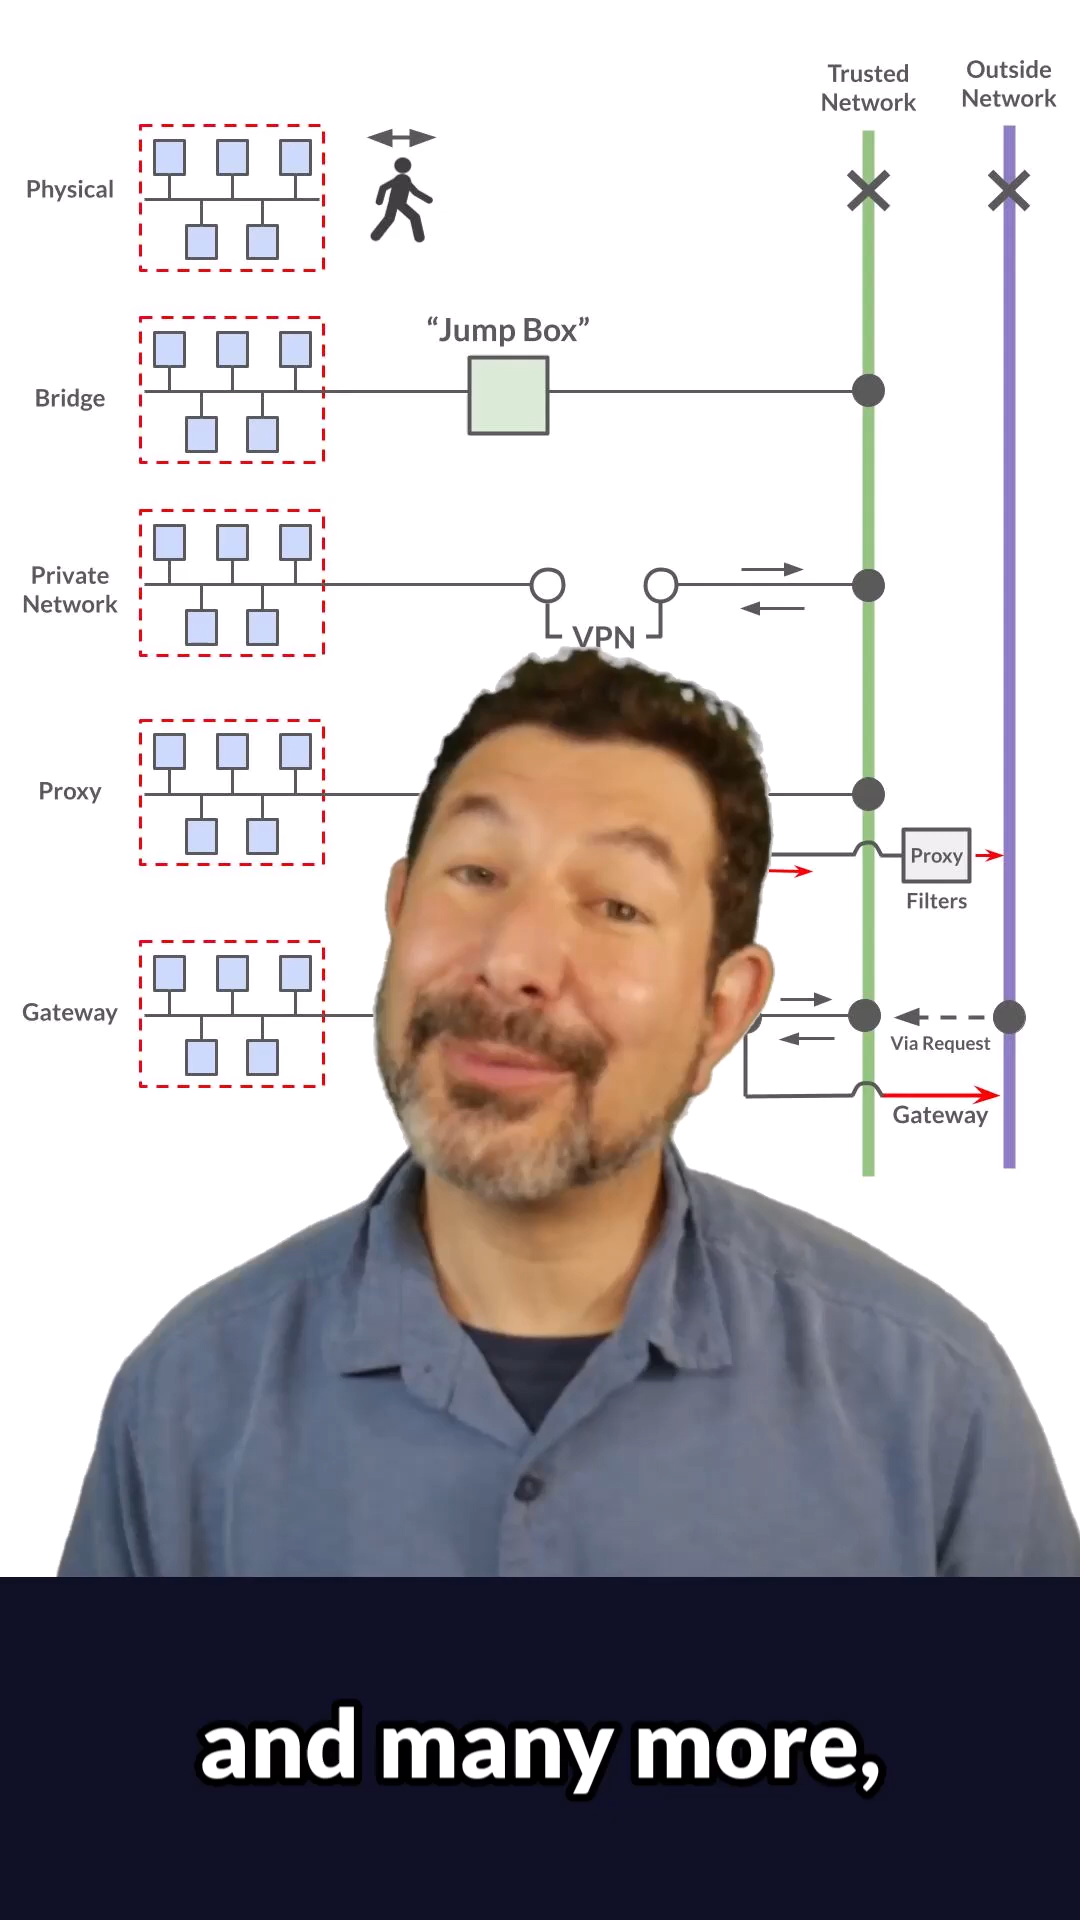 Trusted
Network
Outside
Network
Physical
“Jump Box”
Bridge
Private
Network
VPN
Proxy
Proxy
Filters
Gateway
Via Request
Gateway
and many more,